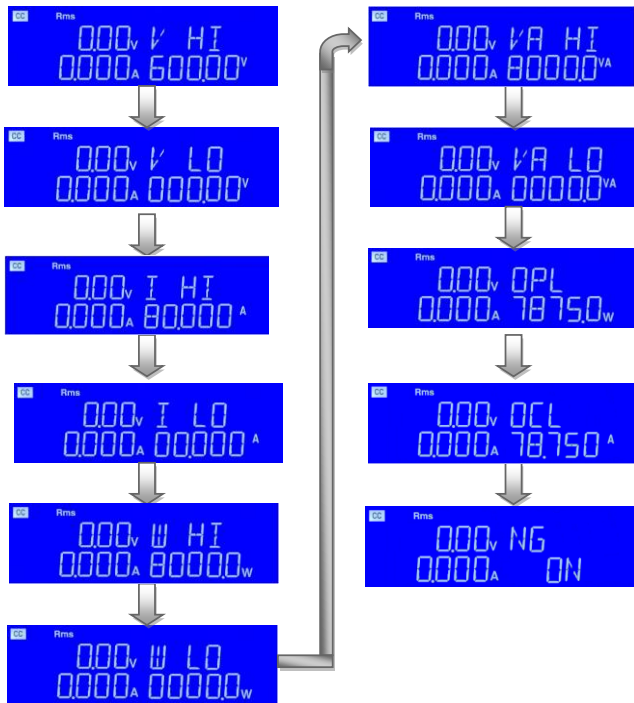 CC Rms
0.00V V HI
0.000A 600.00V
CC Rms
0.00V V LO
0.000A 000.00V
CC Rms
0.00V I HI
0.000A 80.000 A
CC Rms
0.00V I LO
0.000A 00.000 A
CC Rms
0.00V W HI
0.000A 8000.0W
CC Rms
0.00V W LO
0.000A 0000.0W
CC Rms
0.00V VA HI
0.000A 8000.0VA
CC Rms
0.00V VA LO
0.000A 0000.0VA
CC Rms
0.00V OPL
0.000A 7875.0W
CC Rms
0.00V OCL
0.000A 78.750 A
CC Rms
0.00V NG
0.000A ON